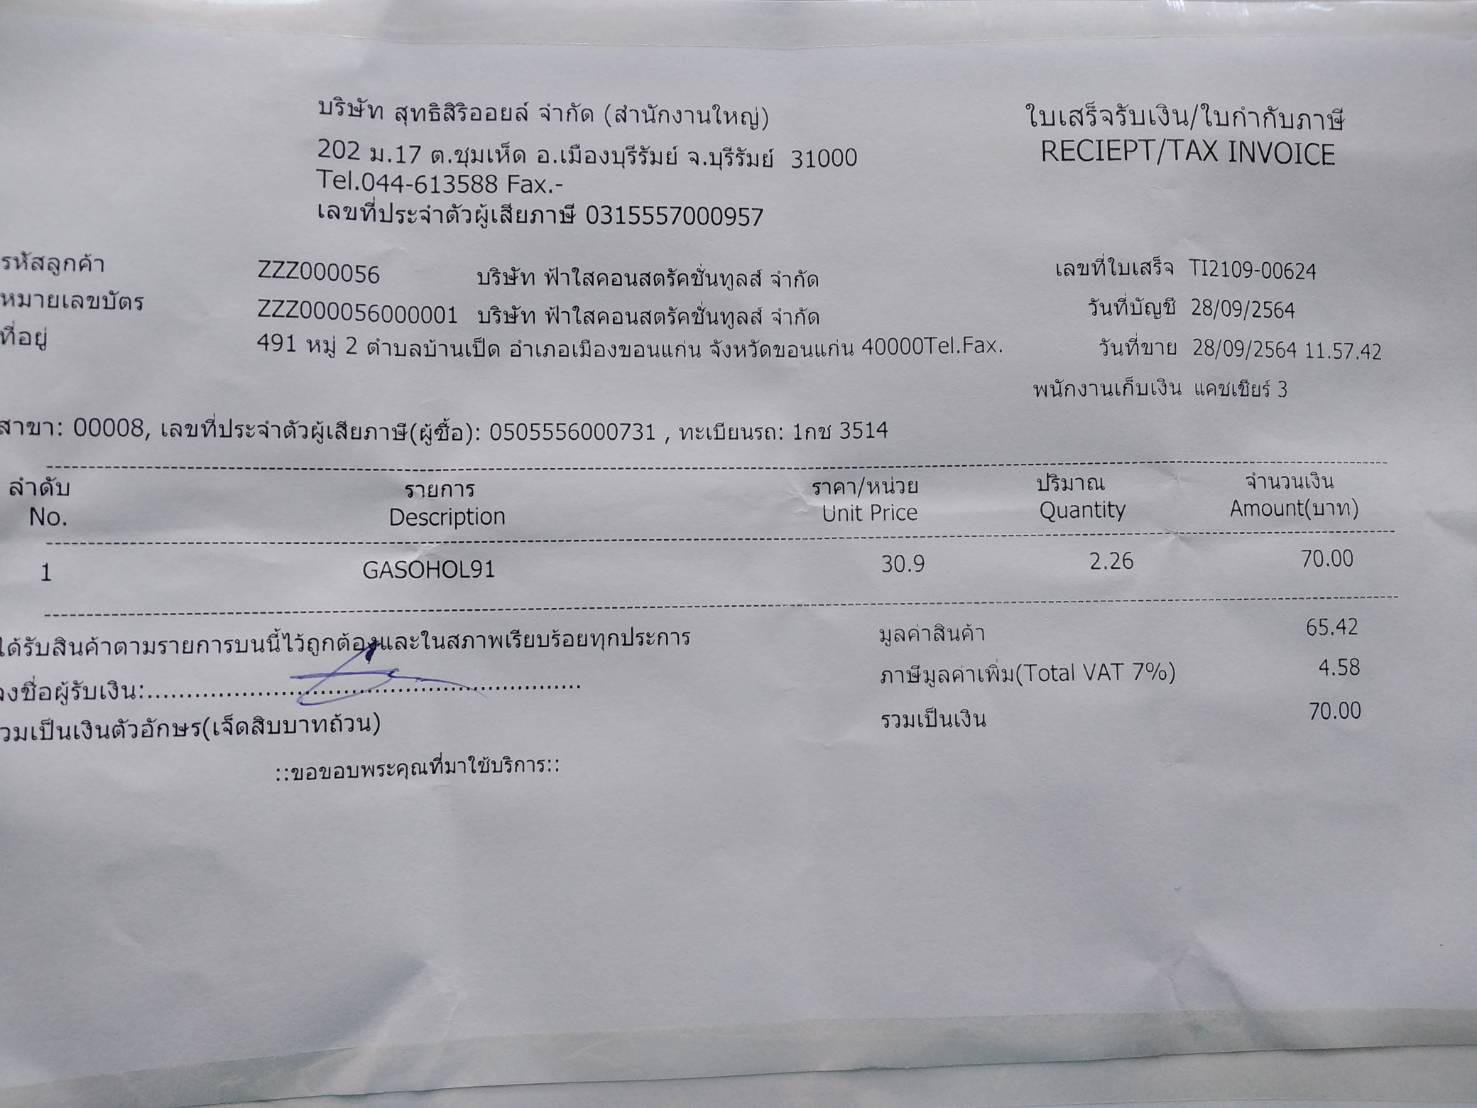 บริษัท สุทธิสิริออยล์ จำกัด (สำนักงานใหญ่)
202 ม.17 ต.ชุมเห็ด อ.เมืองบุรีรัมย์ จ.บุรีรัมย์ 31000
Tel.044-613588 Fax.-
เลขที่ประจำตัวผู้เสียภาษี 0315557000957
ใบเสร็จรับเงิน/ใบกำกับภาษี
RECIEPT/TAX INVOICE
รหัสลูกค้า ZZZ000056 บริษัท ฟ้าใสคอนสตรัคชั่นทูลส์ จำกัด
หมายเลขบัตร ZZZ000056000001 บริษัท ฟ้าใสคอนสตรัคชั่นทูลส์ จำกัด
ที่อยู่ 491 หมู่ 2 ตำบลบ้านเป็ด อำเภอเมืองขอนแก่น จังหวัดขอนแก่น 40000Tel.Fax.
เลขที่ใบเสร็จ TI2109-00624
วันที่บัญชี 28/09/2564
วันที่ขาย 28/09/2564 11.57.42
พนักงานเก็บเงิน แคชเชียร์ 3
สาขา: 00008, เลขที่ประจำตัวผู้เสียภาษี(ผู้ซื้อ): 0505556000731 , ทะเบียนรถ: 1กช 3514
ลำดับ รายการ ราคา/หน่วย ปริมาณ จำนวนเงิน
No. Description Unit Price Quantity Amount(บาท)
1 GASOHOL91 30.9 2.26 70.00
ได้รับสินค้าตามรายการบนนี้ไว้ถูกต้องและในสภาพเรียบร้อยทุกประการ
ลงชื่อผู้รับเงิน:......................................................
รวมเป็นเงินตัวอักษร(เจ็ดสิบบาทถ้วน)
::ขอขอบพระคุณที่มาใช้บริการ::
มูลค่าสินค้า 65.42
ภาษีมูลค่าเพิ่ม(Total VAT 7%) 4.58
รวมเป็นเงิน 70.00